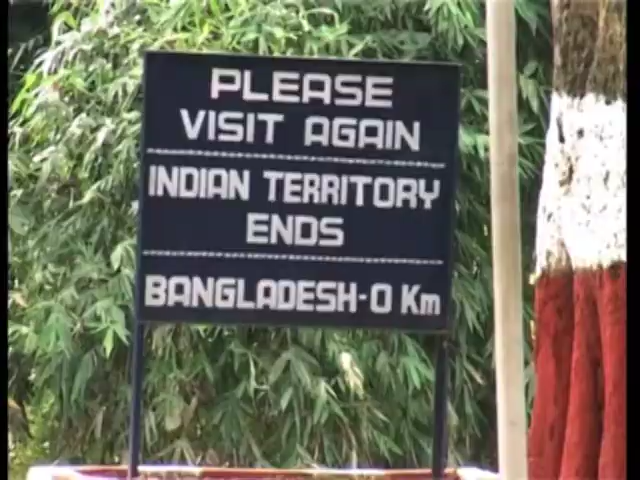 PLEASE
VISIT AGAIN
INDIAN TERRITORY
ENDS
BANGLADESH-0 Km